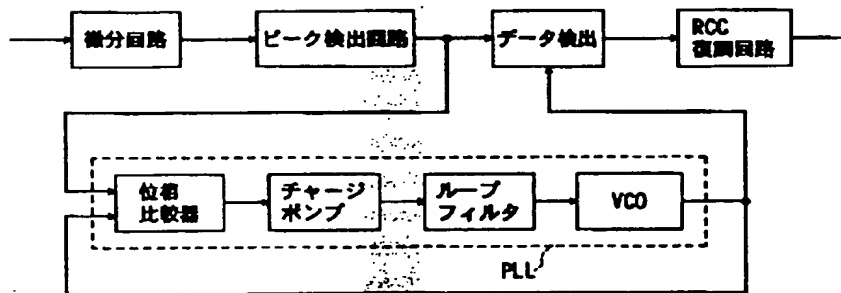 微分回路
ピーク検出回路
データ検出
RCC
復調回路
位相
比較器
チャージ
ポンプ
ループ
フィルタ
VCO
PLL